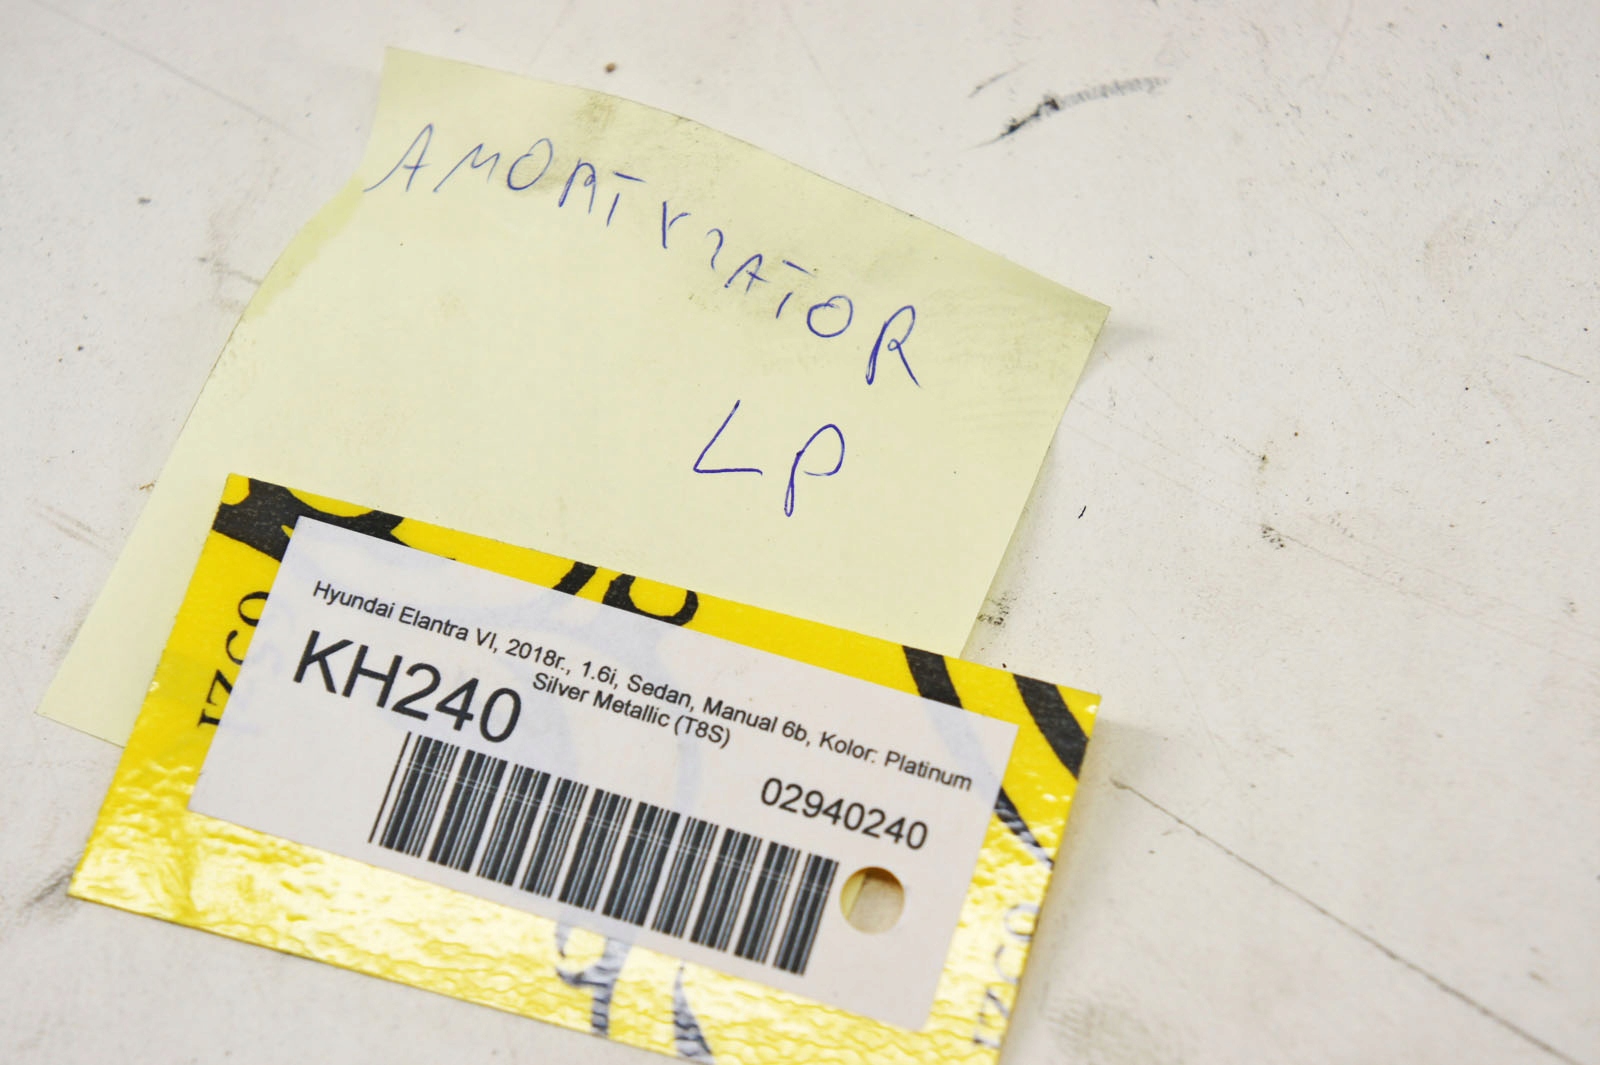 AMORTYZATOR
LP
Hyundai Elantra VI, 2018r., 1.6i, Sedan, Manual 6b, Kolor: Platinum
Silver Metallic (T8S)
KH240
02940240